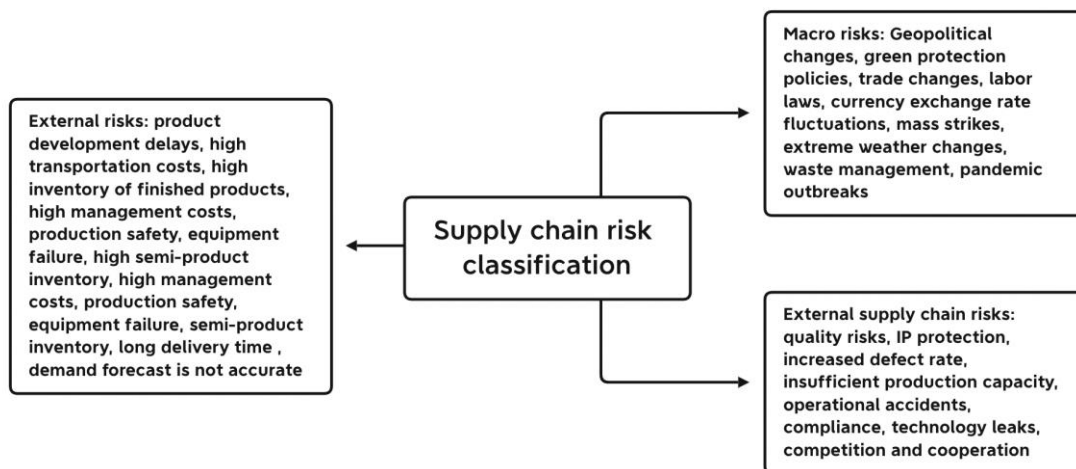 External risks: product
development delays, high
transportation costs, high
inventory of finished products,
high management costs,
production safety, equipment
failure, high semi-product
inventory, high management
costs, production safety,
equipment failure, semi-product
inventory, long delivery time ,
demand forecast is not accurate
Supply chain risk
classification
Macro risks: Geopolitical
changes, green protection
policies, trade changes, labor
laws, currency exchange rate
fluctuations, mass strikes,
extreme weather changes,
waste management, pandemic
outbreaks
External supply chain risks:
quality risks, IP protection,
increased defect rate,
insufficient production capacity,
operational accidents,
compliance, technology leaks,
competition and cooperation